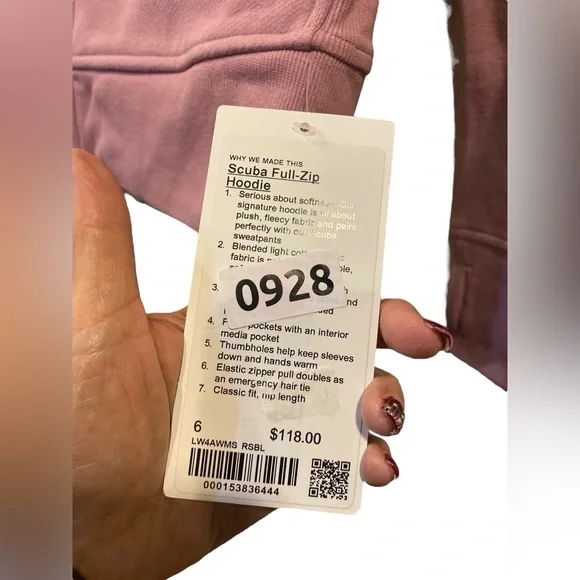 WHY WE MADE THIS
Scuba Full-Zip
Hoodie
1. Serious about softness. Our
signature hoodie is all about
plush, fleecy fabric and pairs
perfectly with our Scuba
sweatpants
2. Blended light
fabric is
3.
0928
4. pockets with an interior
media pocket
5. Thumbholes help keep sleeves
down and hands warm
6. Elastic zipper pull doubles as
an emergency hair tie
7. Classic fit, hip length
6 $118.00
LW4AWMS RSBL
000153836444